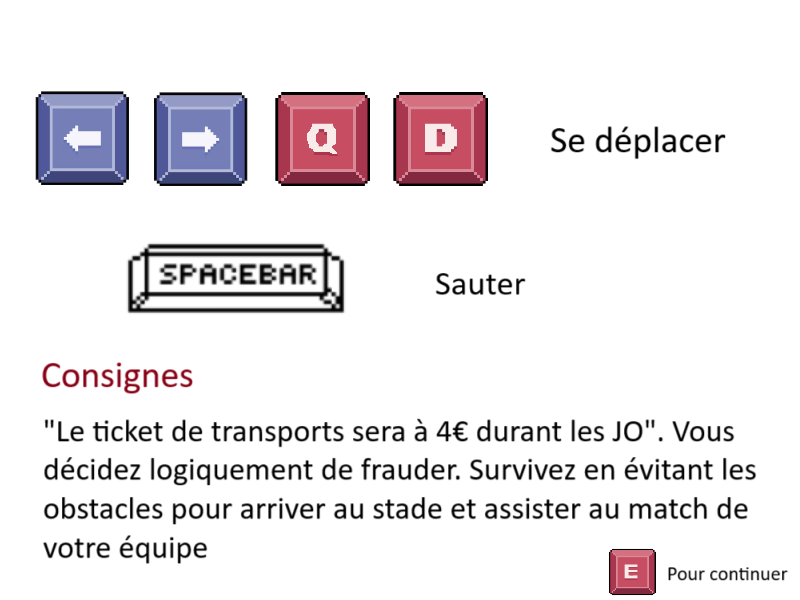 Q D Se déplacer
SPACEBAR Sauter
Consignes
"Le ticket de transports sera à 4€ durant les JO". Vous
décidez logiquement de frauder. Survivez en évitant les
obstacles pour arriver au stade et assister au match de
votre équipe
E Pour continuer